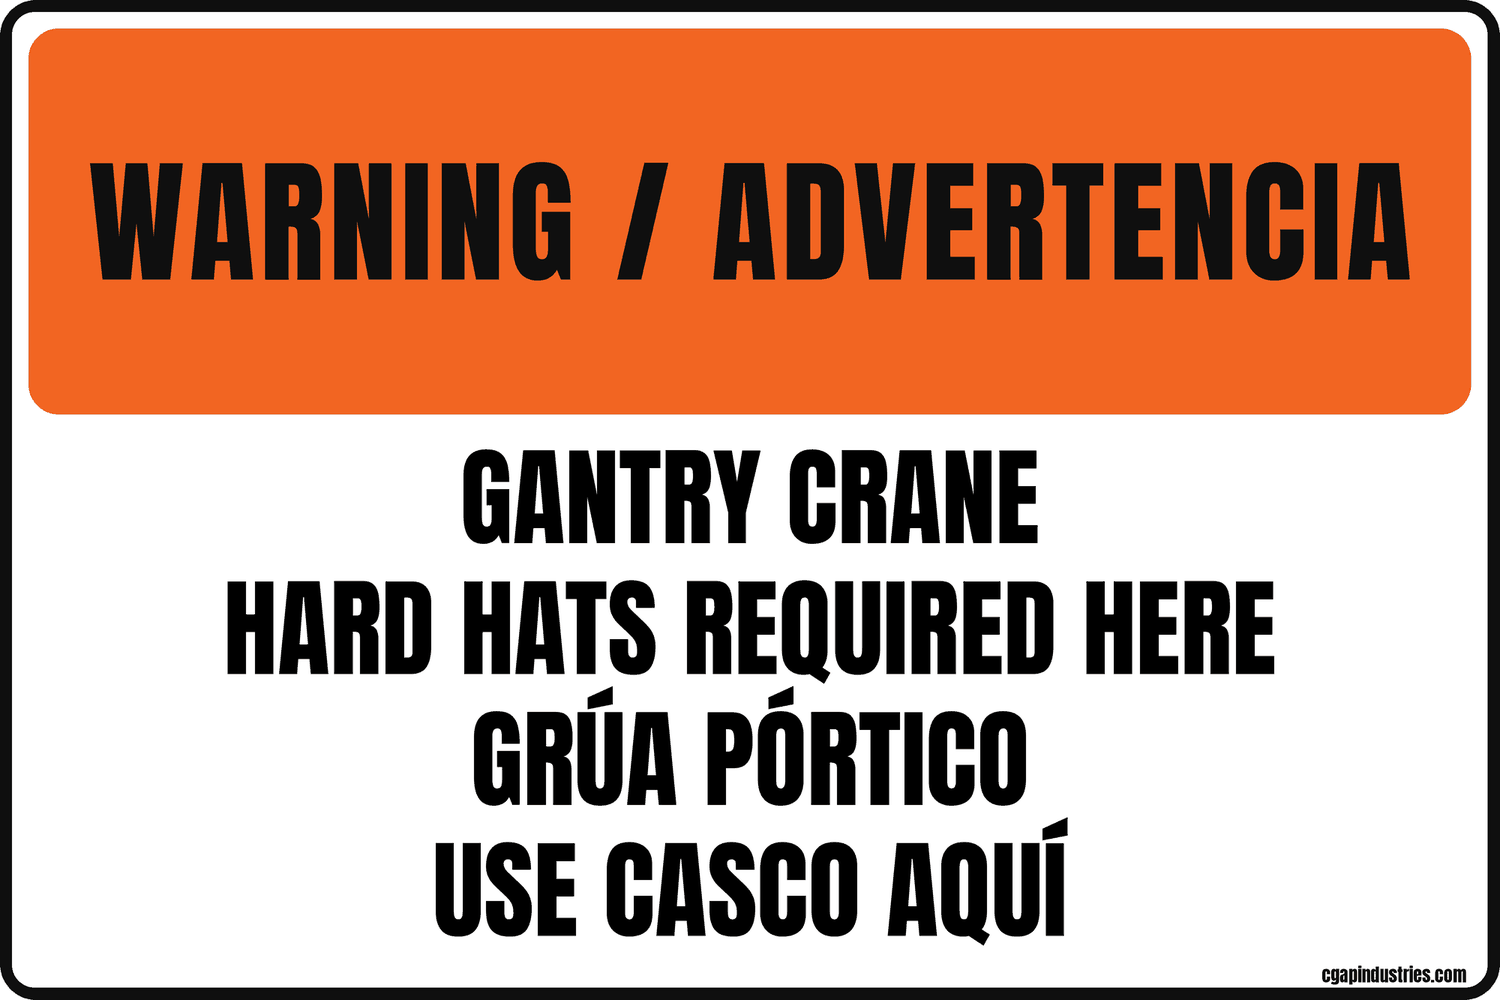 WARNING / ADVERTENCIA
GANTRY CRANE
HARD HATS REQUIRED HERE
GRÚA PÓRTICO
USE CASCO AQUÍ
cgapindustries.com